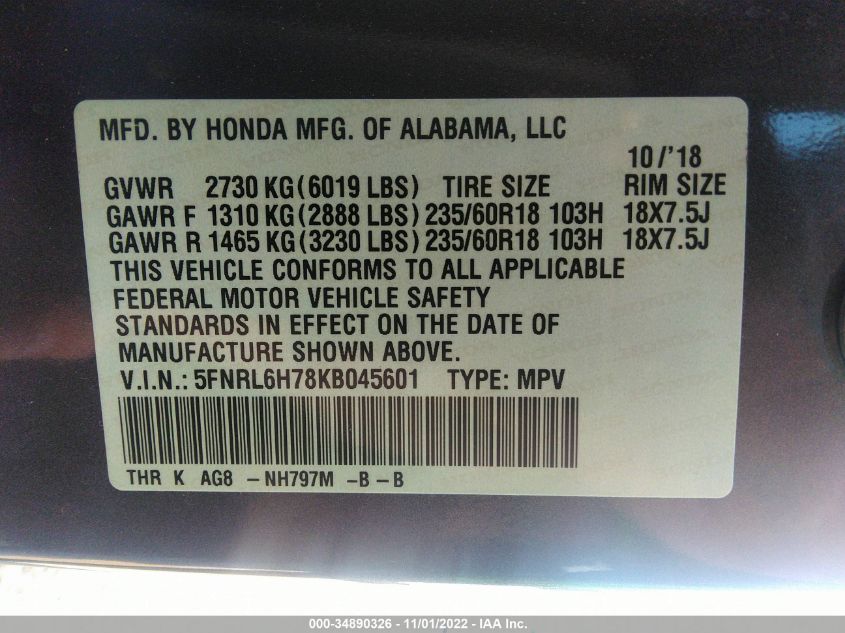 MFD. BY HONDA MFG. OF ALABAMA, LLC
10/'18
GVWR 2730 KG(6019 LBS) TIRE SIZE RIM SIZE
GAWR F 1310 KG(2888 LBS) 235/60R18 103H 18X7.5J
GAWR R 1465 KG(3230 LBS) 235/60R18 103H 18X7.5J
THIS VEHICLE CONFORMS TO ALL APPLICABLE
FEDERAL MOTOR VEHICLE SAFETY
STANDARDS IN EFFECT ON THE DATE OF
MANUFACTURE SHOWN ABOVE.
V.I.N.: 5FNRL6H78KB045601 TYPE: MPV
THR K AG8 -NH797M -B-B
000-34890326 - 11/01/2022 - IAA Inc.